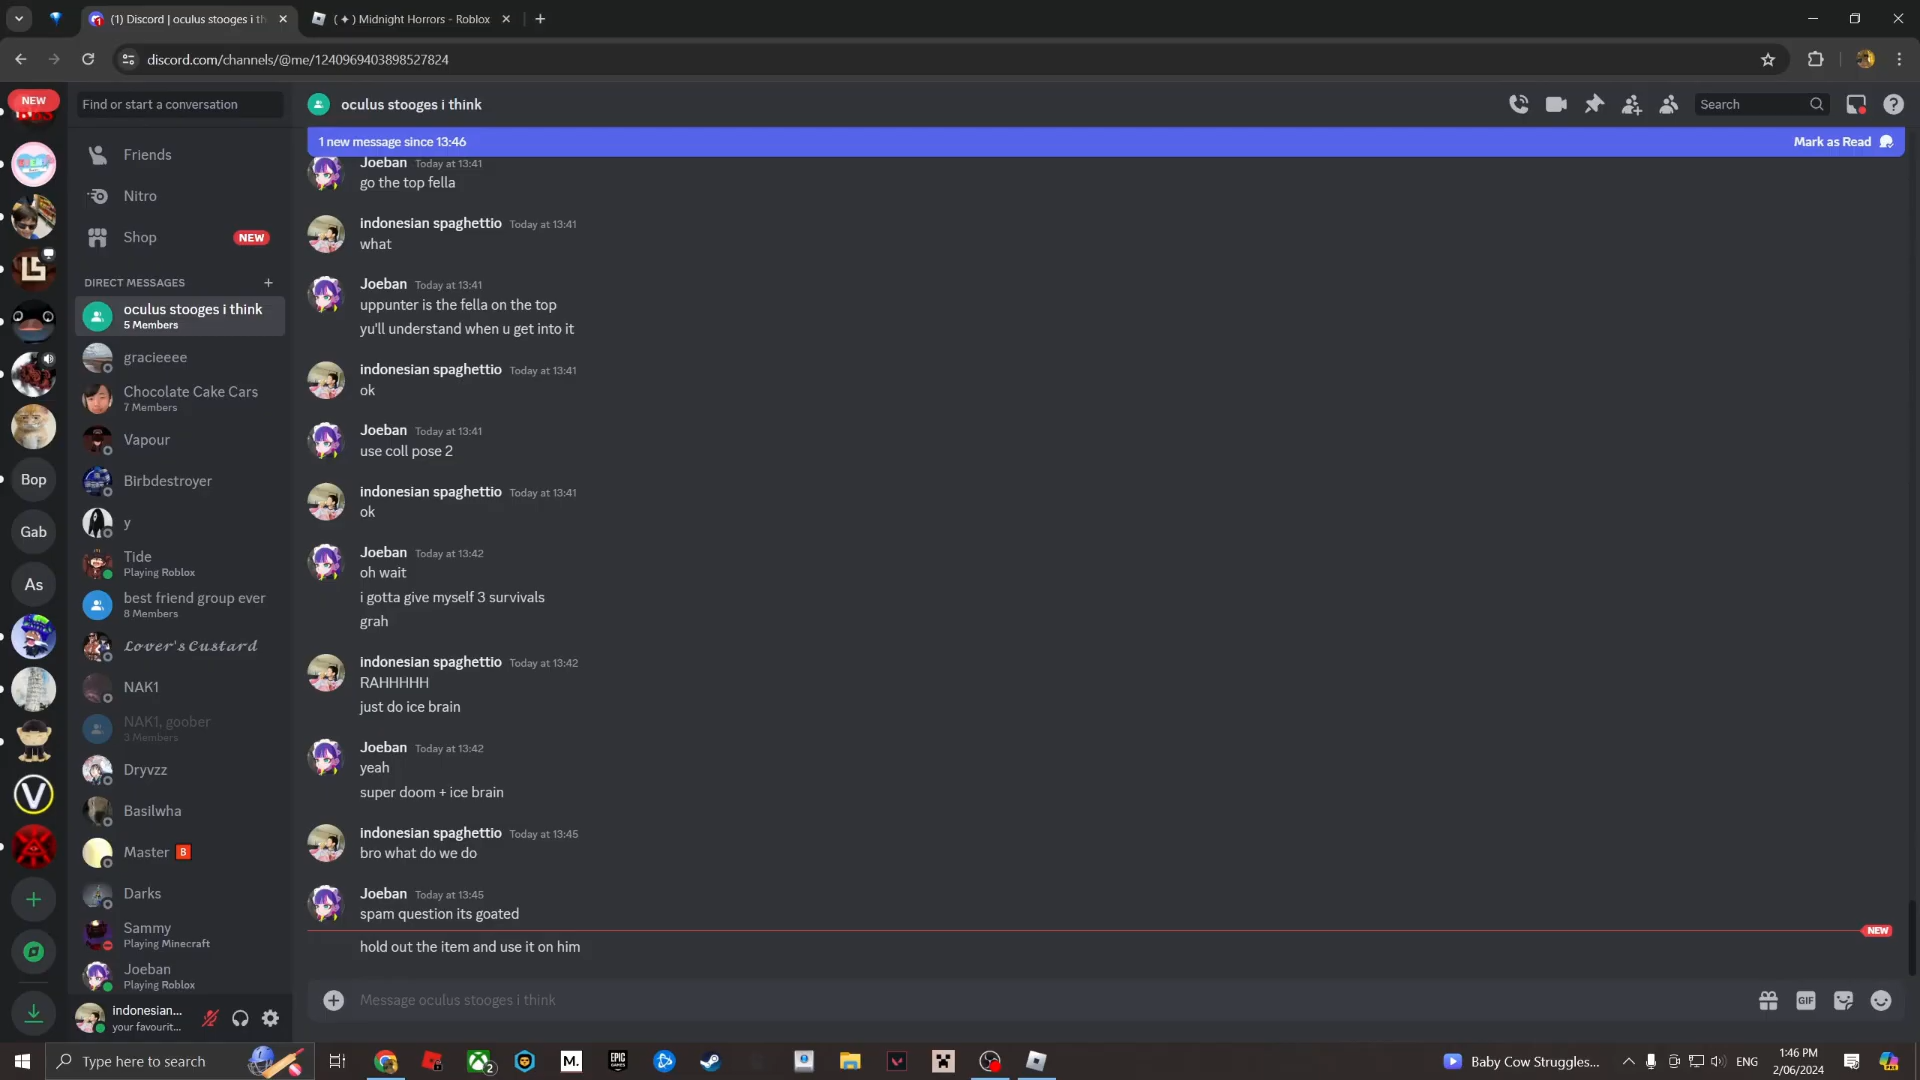 (1) Discord | oculus stooges i th
( ✦ ) Midnight Horrors - Roblox
discord.com/channels/@me/1240969403898527824
NEW
Find or start a conversation
oculus stooges i think
Search
1 new message since 13:46
Mark as Read
Friends
Nitro
Shop
NEW
DIRECT MESSAGES
oculus stooges i think
5 Members
gracieeee
Chocolate Cake Cars
7 Members
Vapour
Birbdestroyer
y
Tide
Playing Roblox
best friend group ever
8 Members
𝓛𝓸𝓿𝓮𝓻'𝓼 𝓒𝓾𝓼𝓽𝓪𝓻𝓭
NAK1
NAK1, goober
3 Members
Dryvzz
Basilwha
Master B
Darks
Sammy
Playing Minecraft
Joeban
Playing Roblox
indonesian...
your favourit...
Bop
Gab
As
Joeban Today at 13:41
go the top fella
indonesian spaghettio Today at 13:41
what
Joeban Today at 13:41
uppunter is the fella on the top
yu'll understand when u get into it
indonesian spaghettio Today at 13:41
ok
Joeban Today at 13:41
use coll pose 2
indonesian spaghettio Today at 13:41
ok
Joeban Today at 13:42
oh wait
i gotta give myself 3 survivals
grah
indonesian spaghettio Today at 13:42
RAHHHHH
just do ice brain
Joeban Today at 13:42
yeah
super doom + ice brain
indonesian spaghettio Today at 13:45
bro what do we do
Joeban Today at 13:45
spam question its goated
NEW
hold out the item and use it on him
Message oculus stooges i think
GIF
Type here to search
M.
EPIC GAMES
2
Baby Cow Struggles...
ENG
1:46 PM
2/06/2024